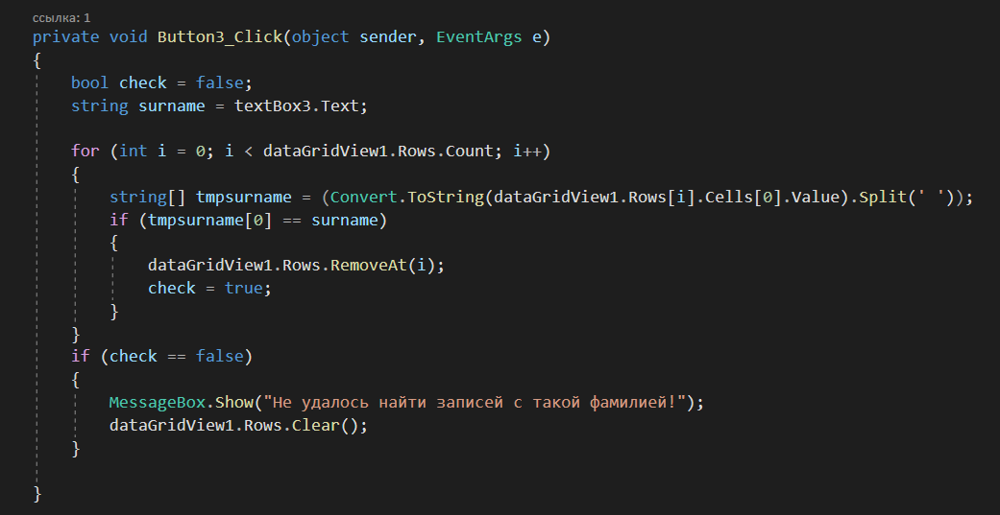 ссылка: 1
private void Button3_Click(object sender, EventArgs e)
{
bool check = false;
string surname = textBox3.Text;
for (int i = 0; i < dataGridView1.Rows.Count; i++)
{
string[] tmpsurname = (Convert.ToString(dataGridView1.Rows[i].Cells[0].Value).Split(' '));
if (tmpsurname[0] == surname)
{
dataGridView1.Rows.RemoveAt(i);
check = true;
}
}
if (check == false)
{
MessageBox.Show("Не удалось найти записей с такой фамилией!");
dataGridView1.Rows.Clear();
}
}